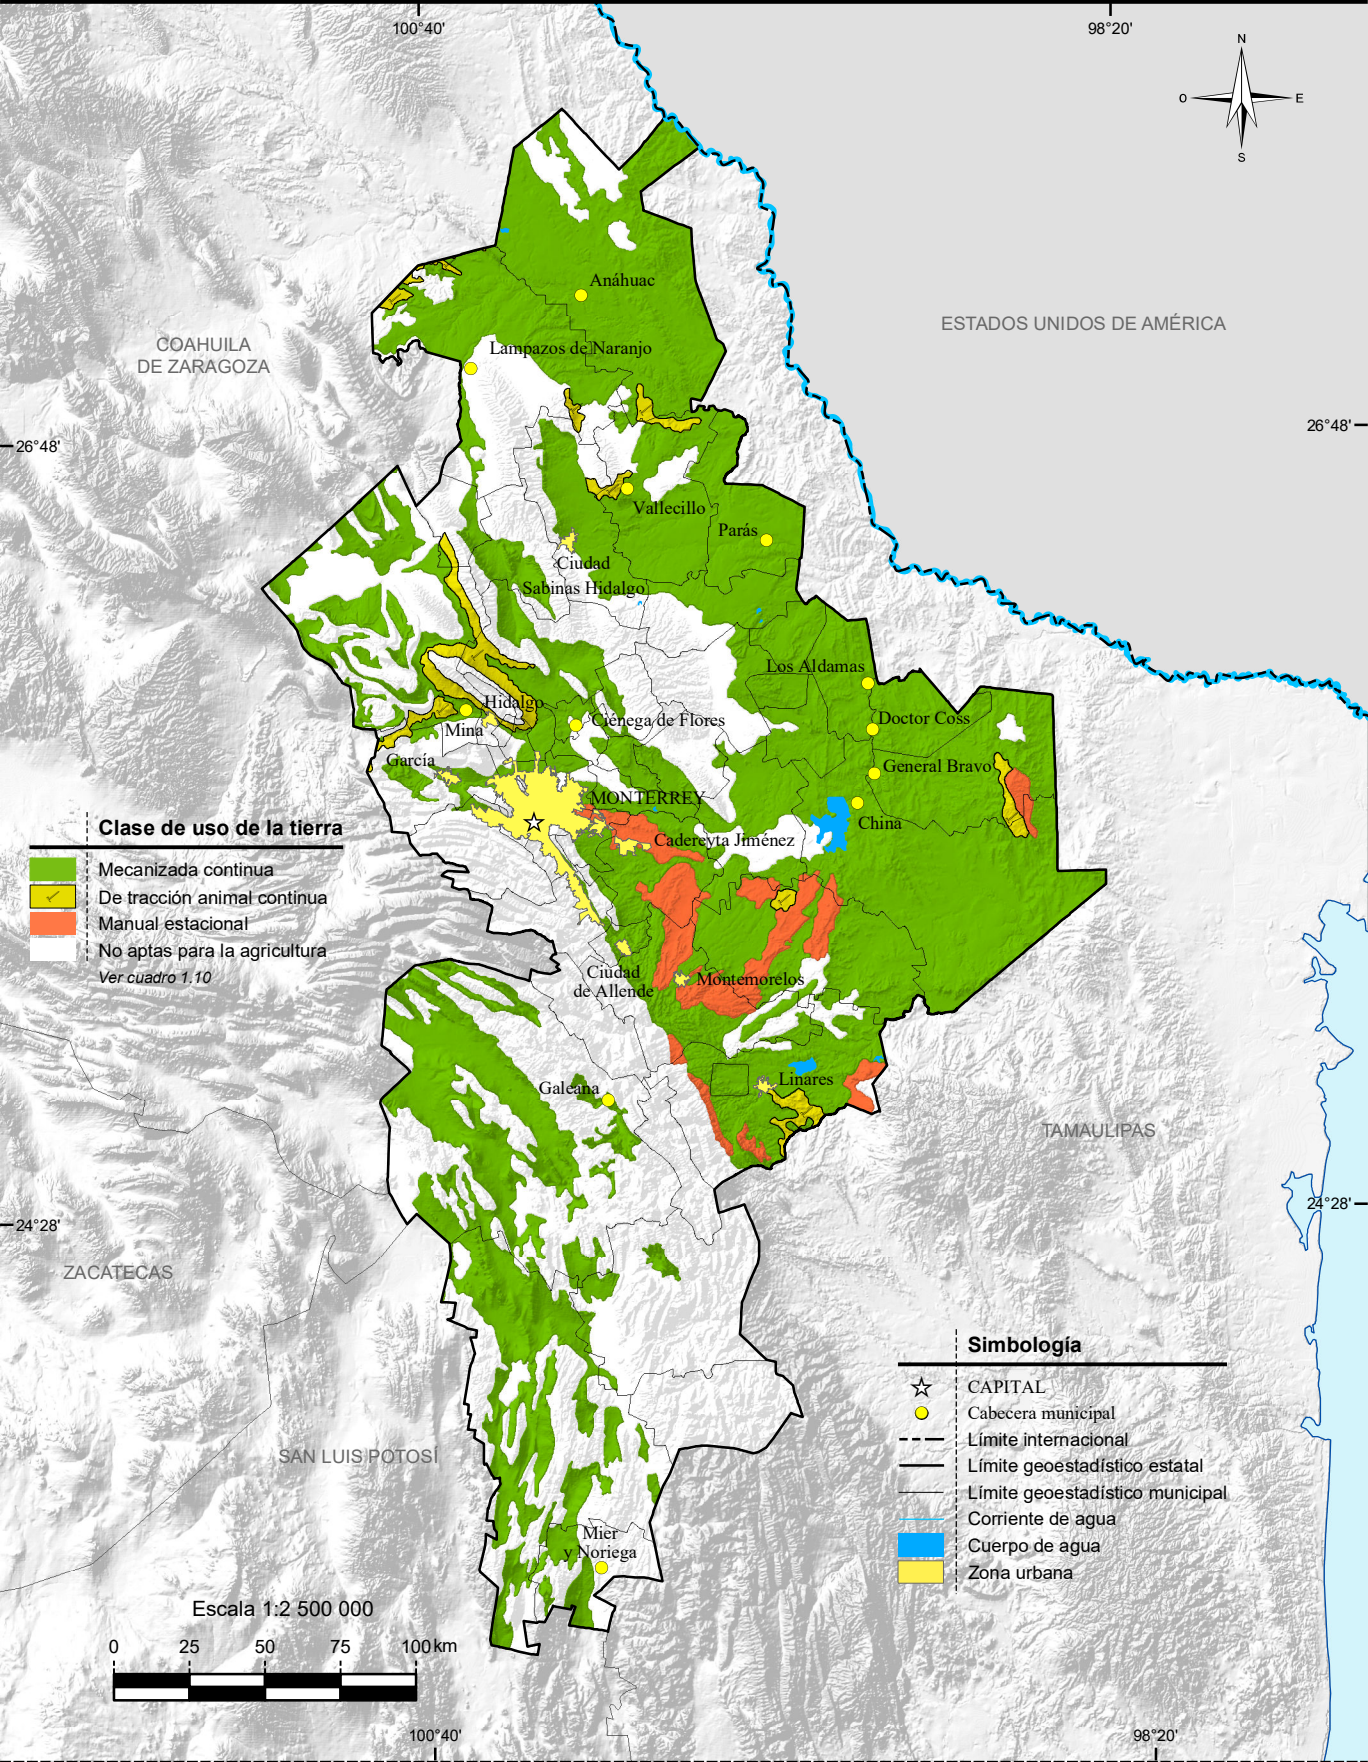 100°40'
98°20'
N
O
E
S
Anáhuac
ESTADOS UNIDOS DE AMÉRICA
COAHUILA
DE ZARAGOZA
Lampazos de Naranjo
26°48'
26°48'
Vallecillo
Parás
Ciudad
Sabinas Hidalgo
Los Aldamas
Hidalgo
Ciénega de Flores
Doctor Coss
Mina
García
General Bravo
MONTERREY
China
Cadereyta Jiménez
Clase de uso de la tierra
Mecanizada continua
De tracción animal continua
Manual estacional
No aptas para la agricultura
Ver cuadro 1.10
Ciudad
de Allende
Montemorelos
Linares
Galeana
TAMAULIPAS
24°28'
24°28'
ZACATECAS
SAN LUIS POTOSÍ
Simbología
CAPITAL
Cabecera municipal
Límite internacional
Límite geoestadístico estatal
Límite geoestadístico municipal
Corriente de agua
Cuerpo de agua
Zona urbana
Mier
y Noriega
Escala 1:2 500 000
0 25 50 75 100 km
100°40'
98°20'